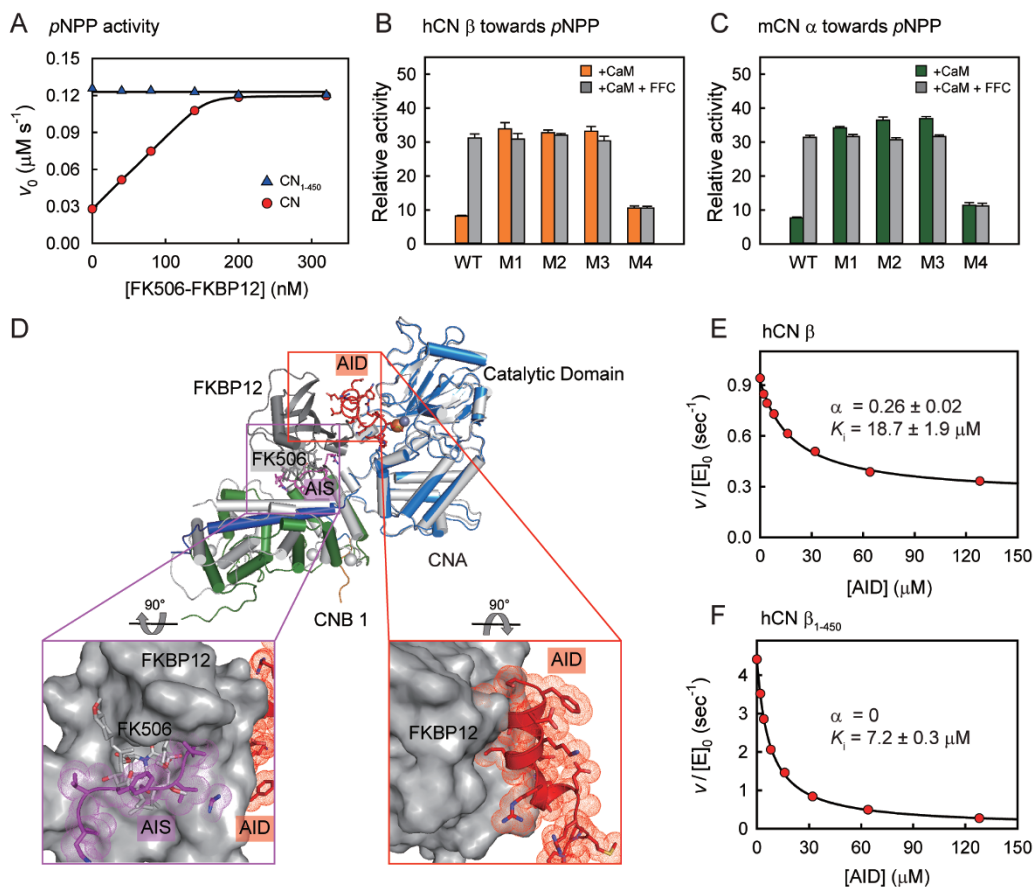 A pNPP activity
0.15
0.12
0.09
0.06
0.03
0.00
v0 (μM s-1)
CN1-450
CN
0 100 200 300
[FK506-FKBP12] (nM)
B hCN β towards pNPP
50
40
30
20
10
0
Relative activity
+CaM
+CaM + FFC
WT M1 M2 M3 M4
C mCN α towards pNPP
50
40
30
20
10
0
Relative activity
+CaM
+CaM + FFC
WT M1 M2 M3 M4
D
AID
FKBP12
Catalytic Domain
FK506
AIS
CNA
CNB 1
90°
90°
FKBP12
FK506
AIS
AID
AID
FKBP12
E hCN β
0.9
0.6
0.3
0.0
v / [E]0 (sec-1)
α = 0.26 ± 0.02
Ki = 18.7 ± 1.9 μM
0 30 60 90 120 150
[AID] (μM)
F hCN β1-450
4
3
2
1
0
v / [E]0 (sec-1)
α = 0
Ki = 7.2 ± 0.3 μM
0 30 60 90 120 150
[AID] (μM)